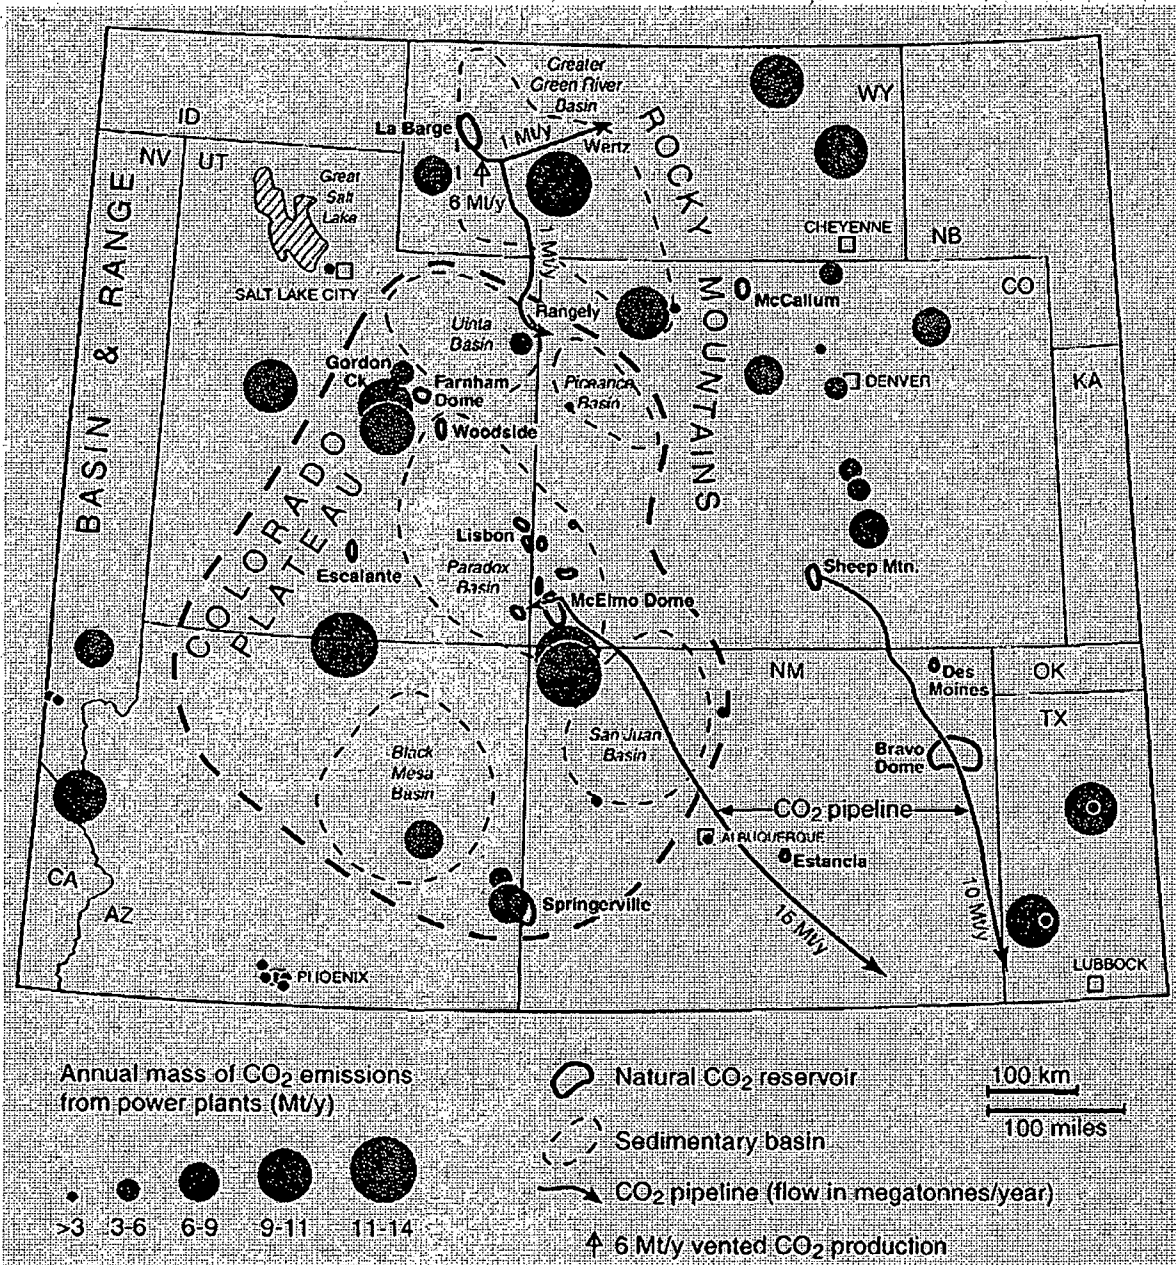 Greater
Green River
Basin
WY
ID
La Barge
1 Mt/y
Wertz
ROCKY
NV
UT
Great
Salt
Lake
6 Mt/y
CHEYENNE
NB
1 Mt/y
SALT LAKE CITY
BASIN & RANGE
MOUNTAINS
McCallum
CO
Rangely
Uinta
Basin
Gordon
Ck.
Farnham
Dome
Piceance
Basin
DENVER
KA
Woodside
COLORADO
PLATEAU
Lisbon
Escalante
Paradox
Basin
Sheep Mtn.
McElmo Dome
NM
Des
Moines
OK
TX
San Juan
Basin
Black
Mesa
Basin
Bravo
Dome
CO2 pipeline
ALBUQUERQUE
Estancia
CA
AZ
Springerville
15 Mt/y
10 Mt/y
PHOENIX
LUBBOCK
Annual mass of CO2 emissions
from power plants (Mt/y)
>3 3-6 6-9 9-11 11-14
Natural CO2 reservoir
Sedimentary basin
CO2 pipeline (flow in megatonnes/year)
6 Mt/y vented CO2 production
100 km
100 miles